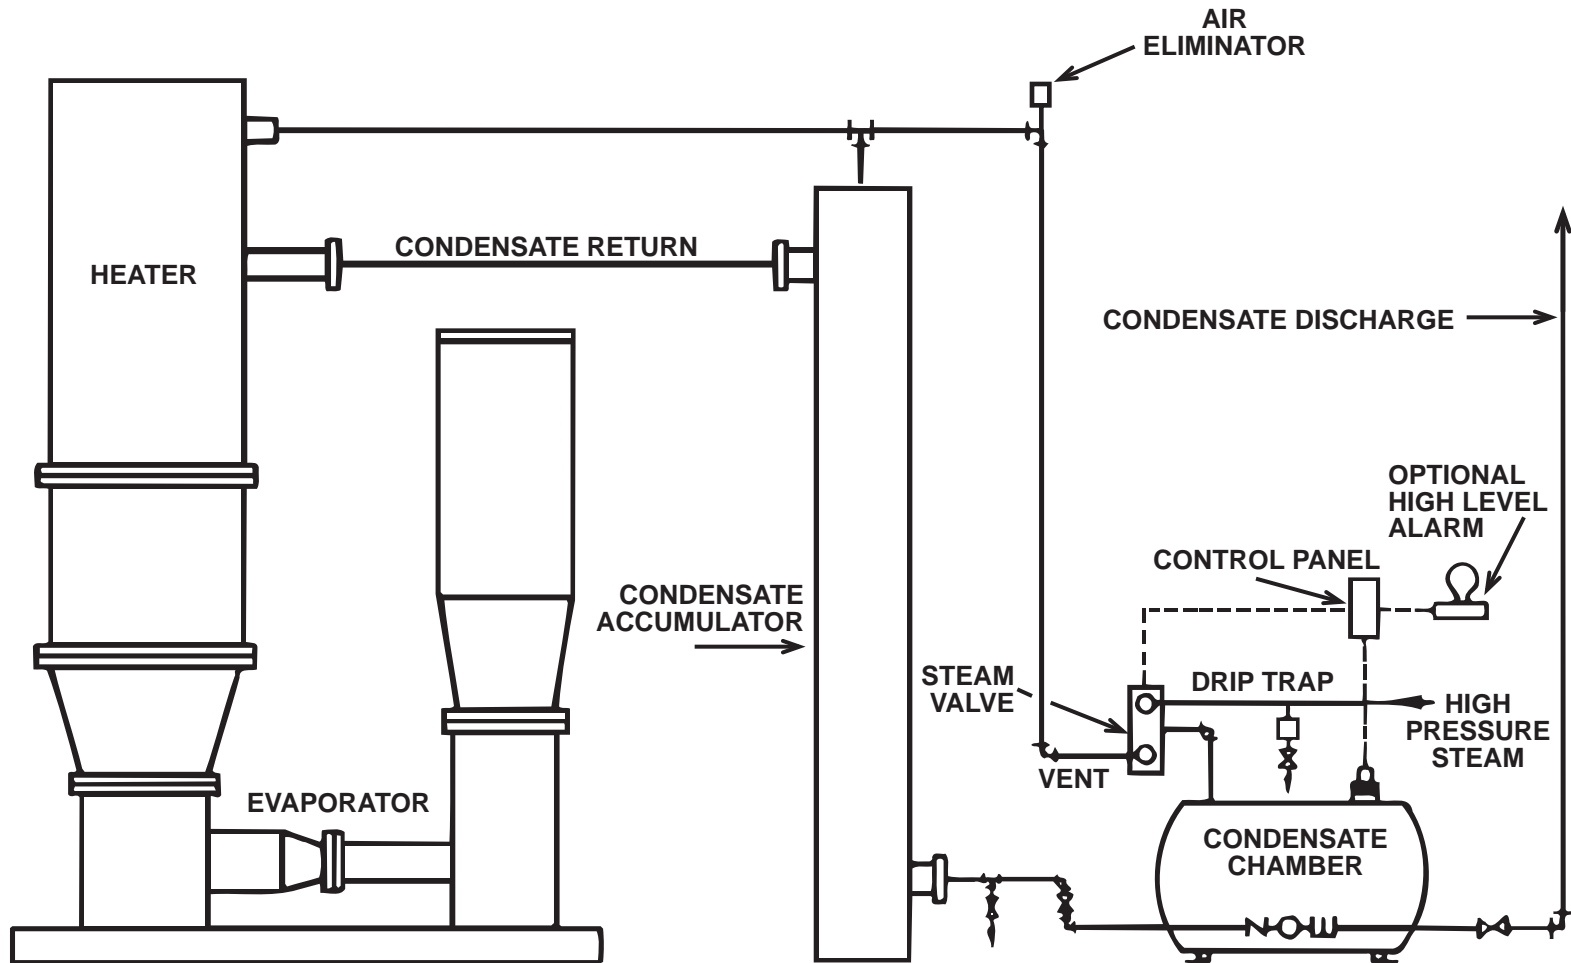 AIR
ELIMINATOR
CONDENSATE RETURN
HEATER
CONDENSATE DISCHARGE
OPTIONAL
HIGH LEVEL
ALARM
CONTROL PANEL
CONDENSATE
ACCUMULATOR
STEAM
VALVE
DRIP TRAP
HIGH
PRESSURE
STEAM
VENT
EVAPORATOR
CONDENSATE
CHAMBER